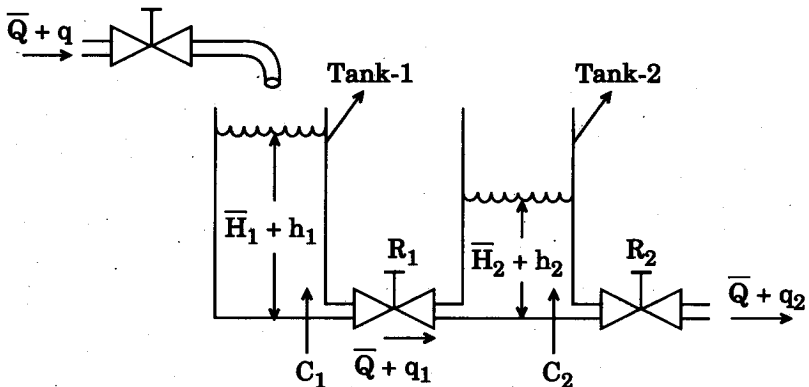 Q̅ + q
Tank-1
Tank-2
H̅₁ + h₁
R₁
H̅₂ + h₂
R₂
Q̅ + q₂
Q̅ + q₁
C₁
C₂